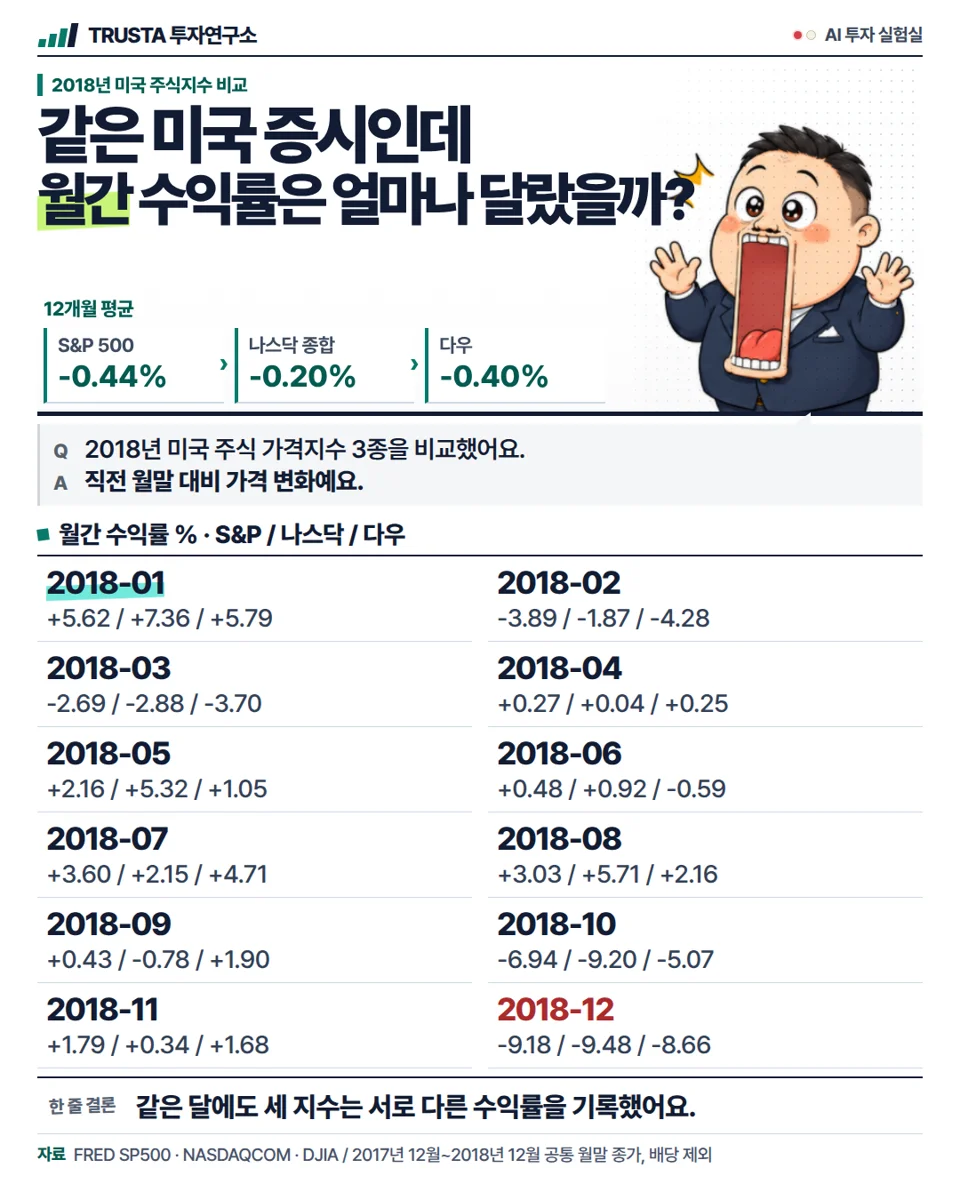 TRUSTA 투자연구소
AI 투자 실험실
2018년 미국 주식지수 비교
같은 미국 증시인데
월간 수익률은 얼마나 달랐을까?
12개월 평균
S&P 500
-0.44%
›
나스닥 종합
-0.20%
›
다우
-0.40%
Q 2018년 미국 주식 가격지수 3종을 비교했어요.
A 직전 월말 대비 가격 변화예요.
월간 수익률 % · S&P / 나스닥 / 다우
2018-01
+5.62 / +7.36 / +5.79
2018-02
-3.89 / -1.87 / -4.28
2018-03
-2.69 / -2.88 / -3.70
2018-04
+0.27 / +0.04 / +0.25
2018-05
+2.16 / +5.32 / +1.05
2018-06
+0.48 / +0.92 / -0.59
2018-07
+3.60 / +2.15 / +4.71
2018-08
+3.03 / +5.71 / +2.16
2018-09
+0.43 / -0.78 / +1.90
2018-10
-6.94 / -9.20 / -5.07
2018-11
+1.79 / +0.34 / +1.68
2018-12
-9.18 / -9.48 / -8.66
한 줄 결론 같은 달에도 세 지수는 서로 다른 수익률을 기록했어요.
자료 FRED SP500 · NASDAQCOM · DJIA / 2017년 12월~2018년 12월 공통 월말 종가, 배당 제외